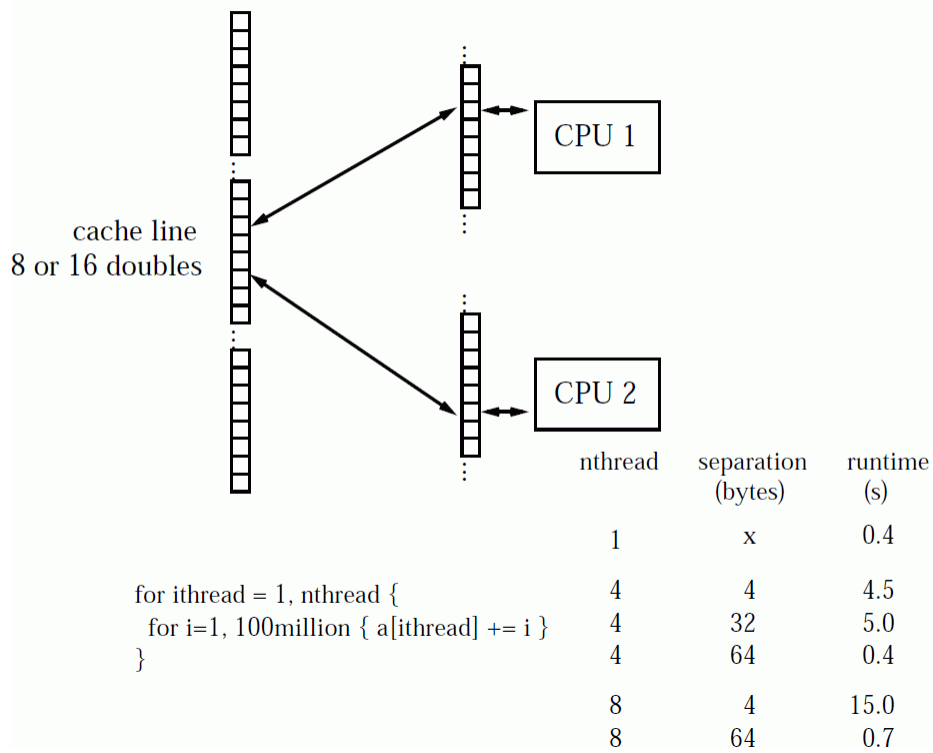 CPU 1
cache line
8 or 16 doubles
CPU 2
nthread separation runtime
(bytes) (s)
1 x 0.4
for ithread = 1, nthread {
for i=1, 100million { a[ithread] += i }
}
4 4 4.5
4 32 5.0
4 64 0.4
8 4 15.0
8 64 0.7